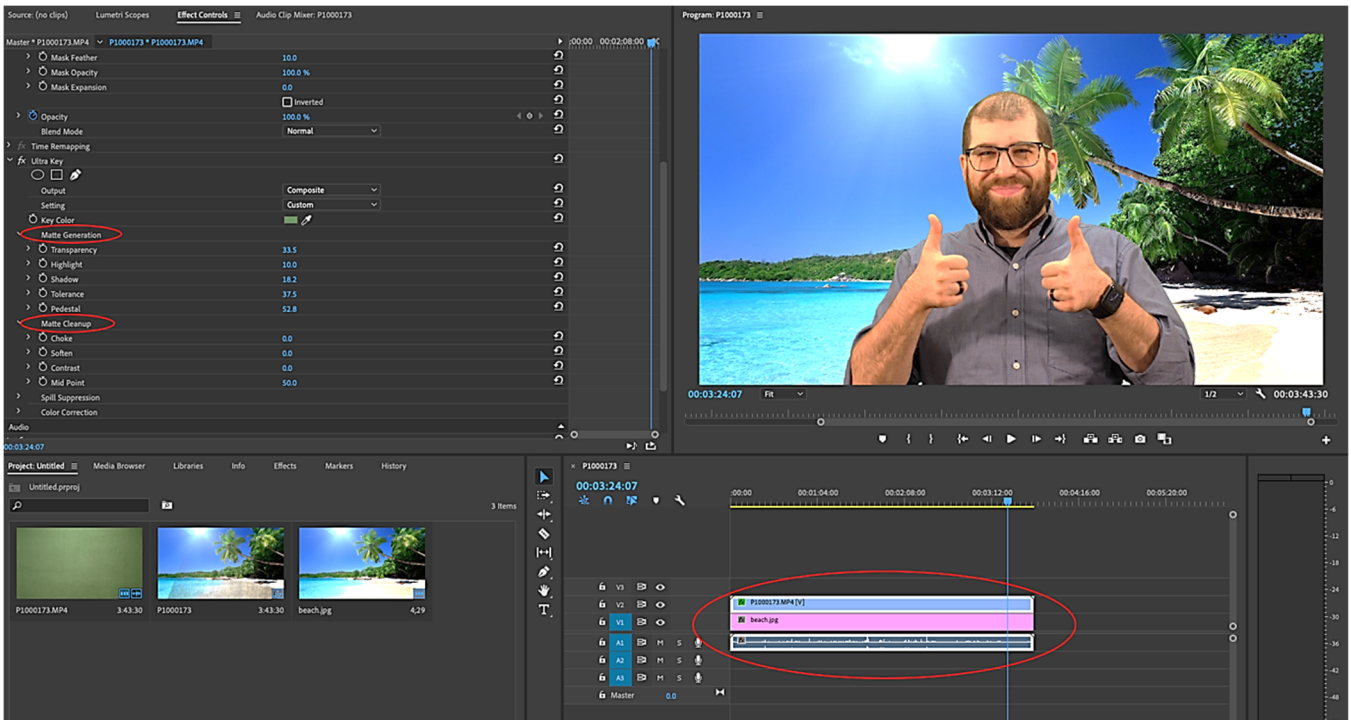 Source: (no clips) Lumetri Scopes Effect Controls Audio Clip Mixer: P1000173
Program: P1000173
Master * P1000173.MP4 P1000173 * P1000173.MP4
:00:00 00:02:08:00
Mask Feather 10.0
Mask Opacity 100.0 %
Mask Expansion 0.0
Inverted
Opacity 100.0 %
Blend Mode Normal
fx Time Remapping
fx Ultra Key
Output Composite
Setting Custom
Key Color
Matte Generation
Transparency 33.5
Highlight 10.0
Shadow 18.2
Tolerance 37.5
Pedestal 52.8
Matte Cleanup
Choke 0.0
Soften 0.0
Contrast 0.0
Mid Point 50.0
Spill Suppression
Color Correction
Audio
00:03:24:07
00:03:24:07 Fit 1/2 00:03:43:30
Project: Untitled Media Browser Libraries Info Effects Markers History
Untitled.prproj
3 Items
P1000173.MP4 3:43:30 P1000173 3:43:30 beach.jpg 4;29
× P1000173
00:03:24:07
:00:00 00:01:04:00 00:02:08:00 00:03:12:00 00:04:16:00 00:05:20:00
V3
V2 fx P1000173.MP4 [V]
V1 fx beach.jpg
A1 M S fx
A2 M S
A3 M S
Master 0.0
T
0
-6
-12
-18
-24
-30
-36
-42
-48